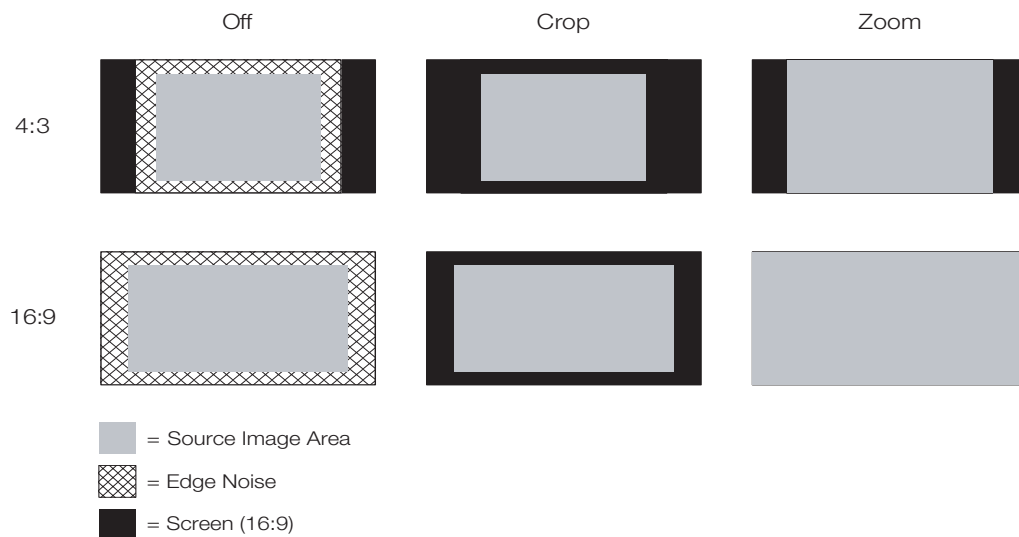 Off Crop Zoom
4:3
16:9
= Source Image Area
= Edge Noise
= Screen (16:9)